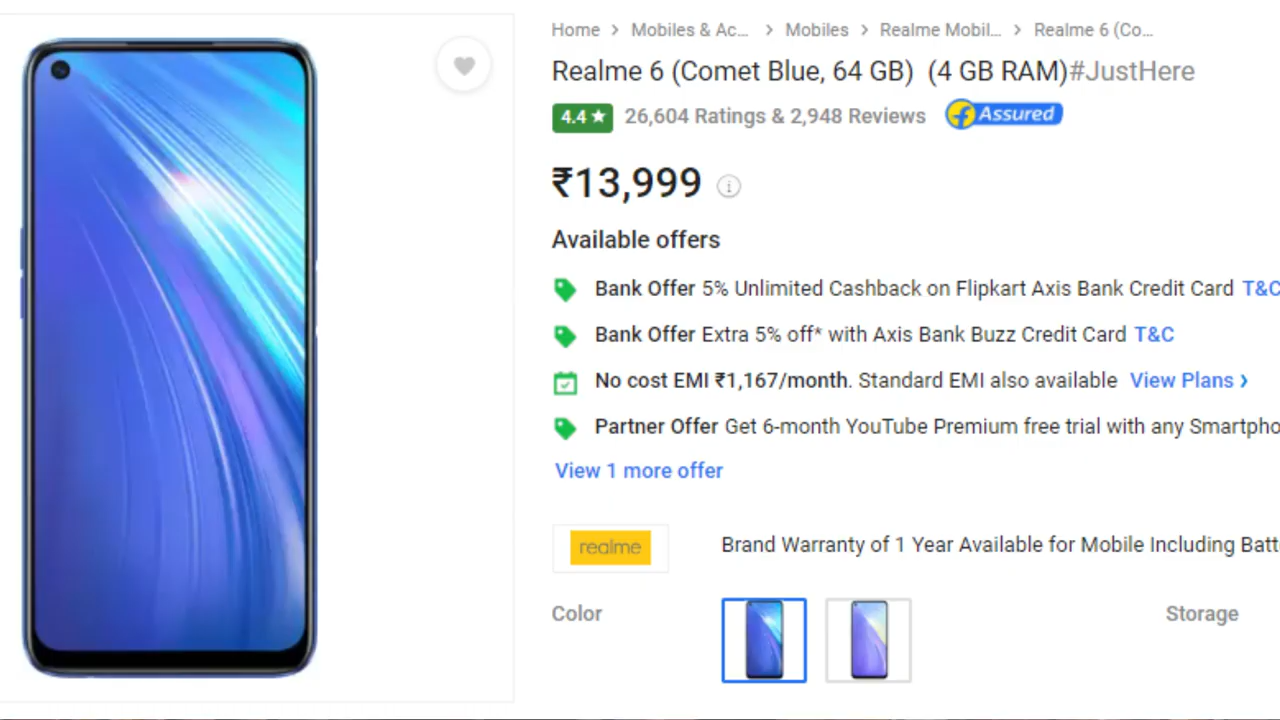 Home > Mobiles & Ac... > Mobiles > Realme Mobil... > Realme 6 (Co...
Realme 6 (Comet Blue, 64 GB) (4 GB RAM)#JustHere
4.4 ★ 26,604 Ratings & 2,948 Reviews Assured
₹13,999
Available offers
Bank Offer 5% Unlimited Cashback on Flipkart Axis Bank Credit Card T&C
Bank Offer Extra 5% off* with Axis Bank Buzz Credit Card T&C
No cost EMI ₹1,167/month. Standard EMI also available View Plans >
Partner Offer Get 6-month YouTube Premium free trial with any Smartpho
View 1 more offer
realme Brand Warranty of 1 Year Available for Mobile Including Batt
Color Storage